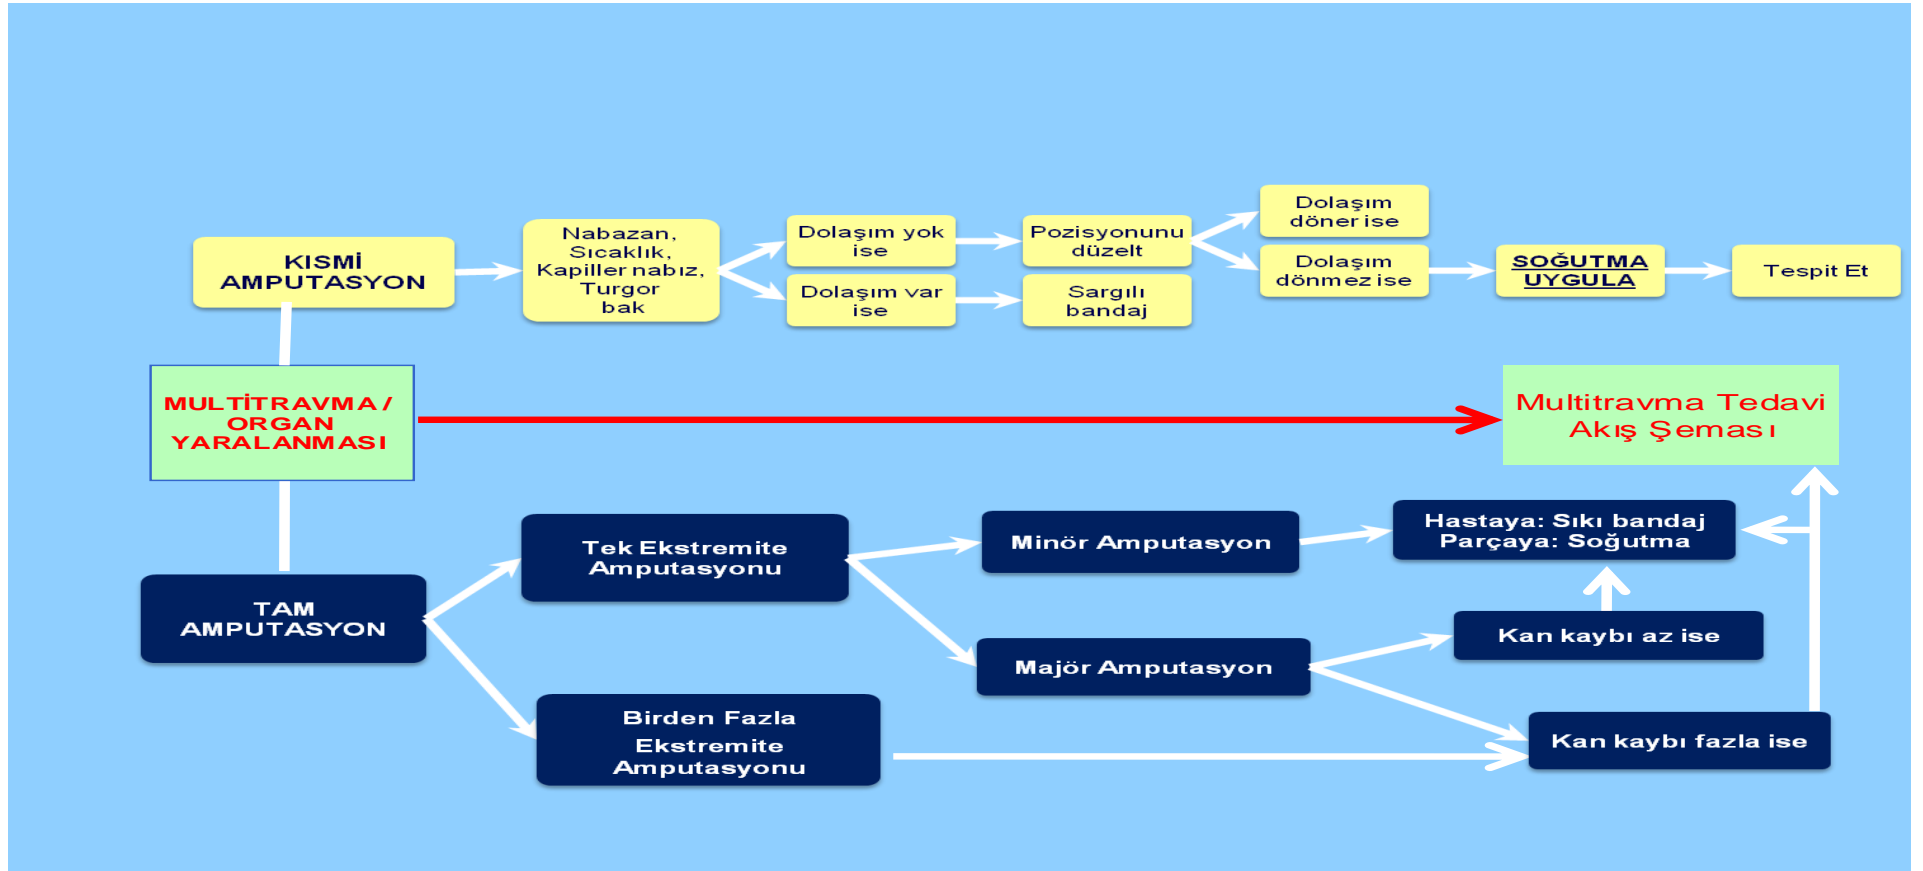 KISMİ
AMPUTASYON
Nabazan,
Sıcaklık,
Kapiller nabız,
Turgor
bak
Dolaşım yok
ise
Dolaşım var
ise
Pozisyonunu
düzelt
Sargılı
bandaj
Dolaşım
döner ise
Dolaşım
dönmez ise
SOĞUTMA
UYGULA
Tespit Et
MULTİTRAVMA /
ORGAN
YARALANMASI
Multitravma Tedavi
Akış Şeması
TAM
AMPUTASYON
Tek Ekstremite
Amputasyonu
Birden Fazla
Ekstremite
Amputasyonu
Minör Amputasyon
Majör Amputasyon
Hastaya: Sıkı bandaj
Parçaya: Soğutma
Kan kaybı az ise
Kan kaybı fazla ise